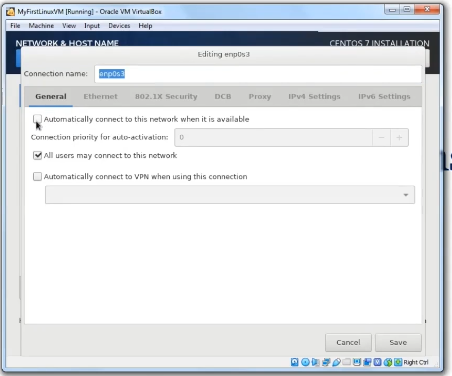 MyFirstLinuxVM [Running] - Oracle VM VirtualBox
File Machine View Input Devices Help
NETWORK & HOST NAME CENTOS 7 INSTALLATION
Editing enp0s3
Connection name: enp0s3
General Ethernet 802.1X Security DCB Proxy IPv4 Settings IPv6 Settings
Automatically connect to this network when it is available
Connection priority for auto-activation: 0
All users may connect to this network
Automatically connect to VPN when using this connection
Cancel Save
Right Ctrl